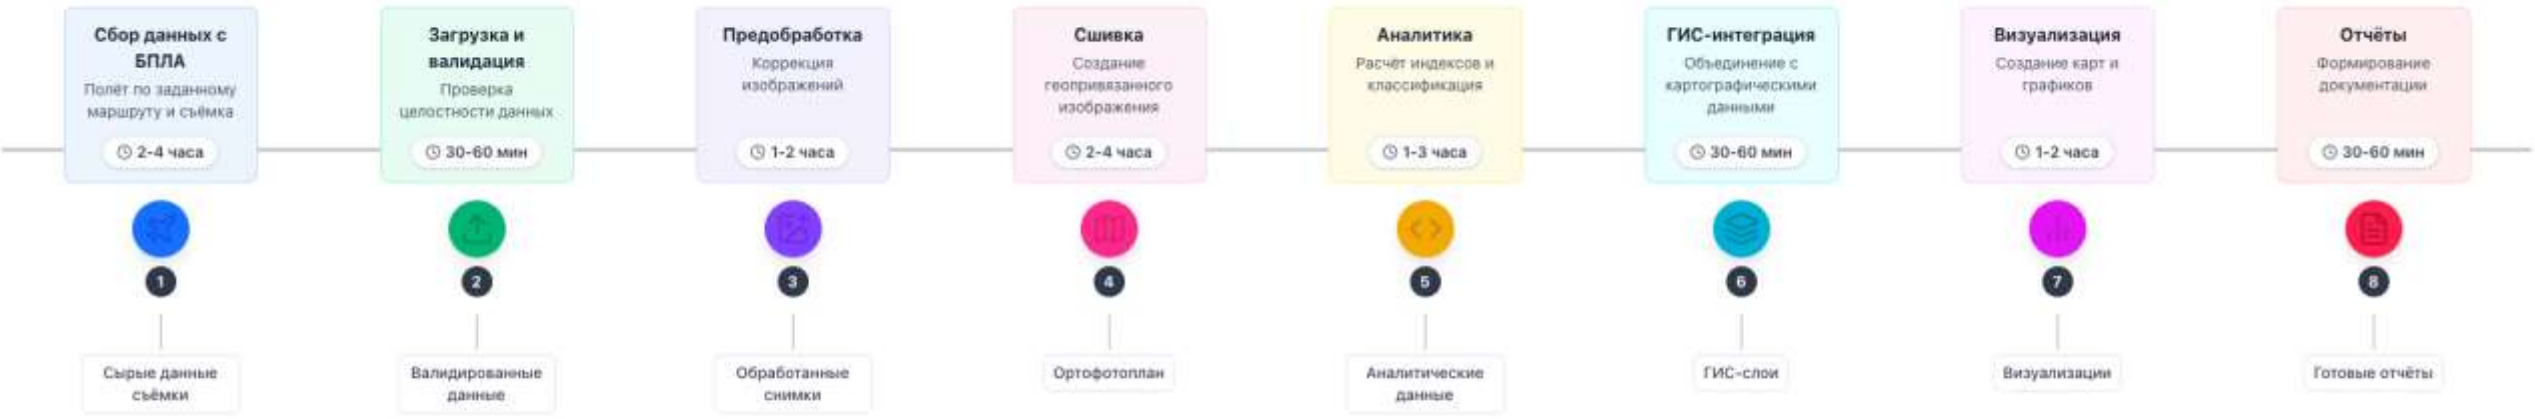 Сбор данных с
БПЛА
Полёт по заданному
маршруту и съёмка
2-4 часа
1
Сырые данные
съёмки
Загрузка и
валидация
Проверка
целостности данных
30-60 мин
2
Валидированные
данные
Предобработка
Коррекция
изображений
1-2 часа
3
Обработанные
снимки
Сшивка
Создание
геопривязанного
изображения
2-4 часа
4
Ортофотоплан
Аналитика
Расчёт индексов и
классификация
1-3 часа
5
Аналитические
данные
ГИС-интеграция
Объединение с
картографическими
данными
30-60 мин
6
ГИС-слои
Визуализация
Создание карт и
графиков
1-2 часа
7
Визуализации
Отчёты
Формирование
документации
30-60 мин
8
Готовые отчёты